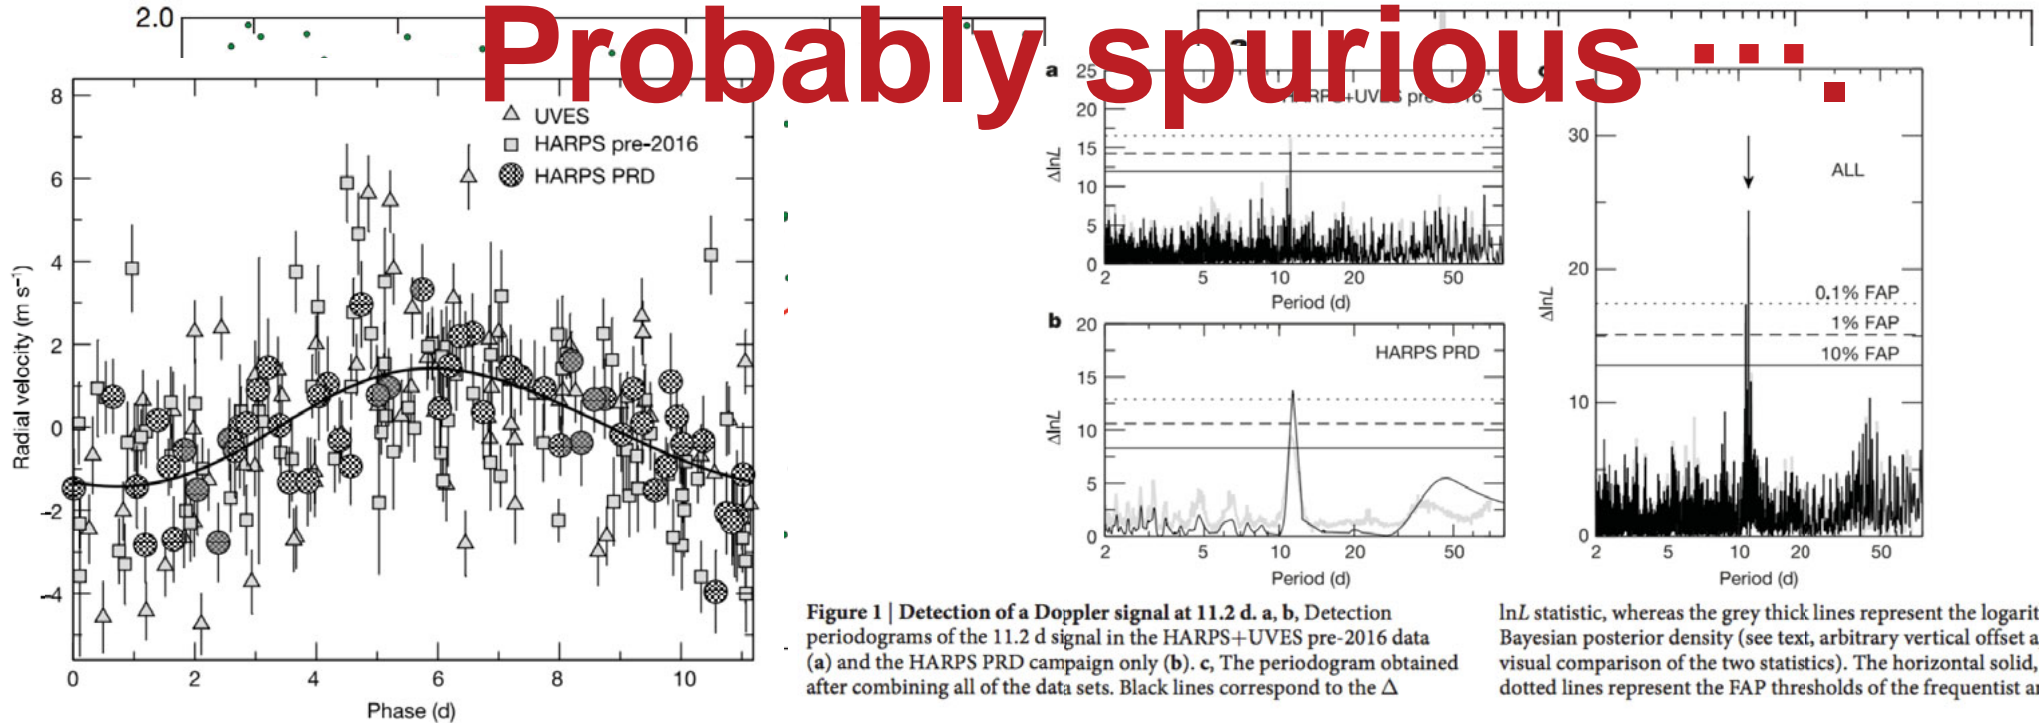 2.0
Probably spurious ....
8
6
4
2
0
-2
-4
Radial velocity (m s⁻¹)
UVES
HARPS pre-2016
HARPS PRD
0 2 4 6 8 10
Phase (d)
a
25
20
15
10
5
0
ΔlnL
HARPS+UVES pre-2016
2 5 10 20 50
Period (d)
b
20
15
10
5
0
ΔlnL
HARPS PRD
2 5 10 20 50
Period (d)
30
20
10
0
ΔlnL
ALL
0.1% FAP
1% FAP
10% FAP
2 5 10 20 50
Period (d)
Figure 1 | Detection of a Doppler signal at 11.2 d. a, b, Detection
periodograms of the 11.2 d signal in the HARPS+UVES pre-2016 data
(a) and the HARPS PRD campaign only (b). c, The periodogram obtained
after combining all of the data sets. Black lines correspond to the Δ
lnL statistic, whereas the grey thick lines represent the logarit
Bayesian posterior density (see text, arbitrary vertical offset a
visual comparison of the two statistics). The horizontal solid,
dotted lines represent the FAP thresholds of the frequentist a